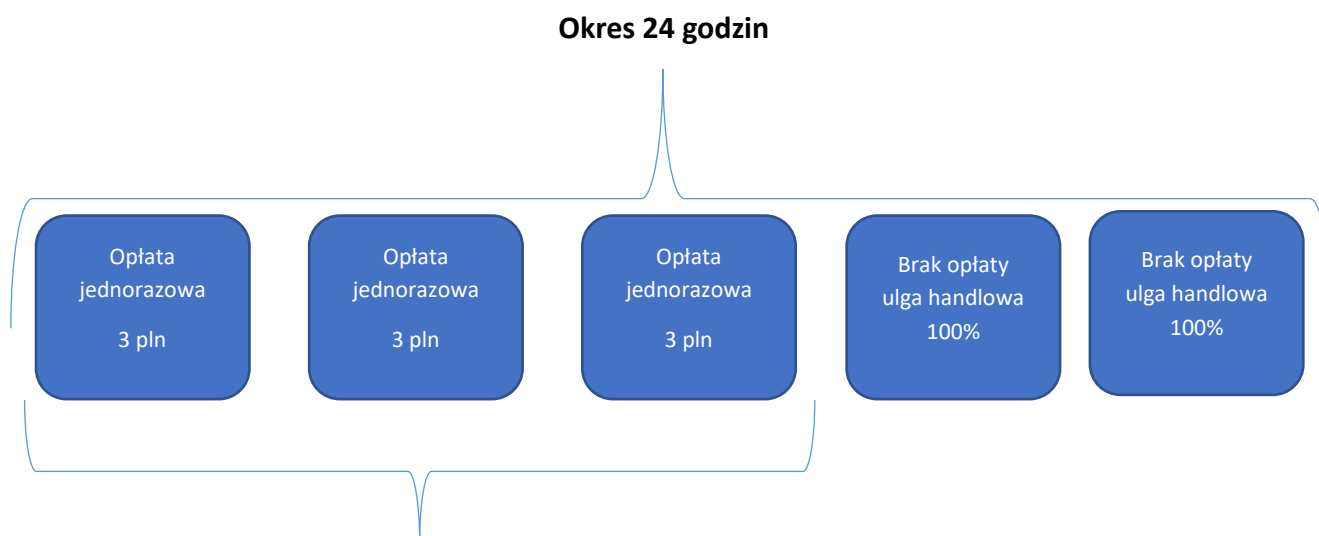 Okres 24 godzin
Opłata
jednorazowa
3 pln
Opłata
jednorazowa
3 pln
Opłata
jednorazowa
3 pln
Brak opłaty
ulga handlowa
100%
Brak opłaty
ulga handlowa
100%